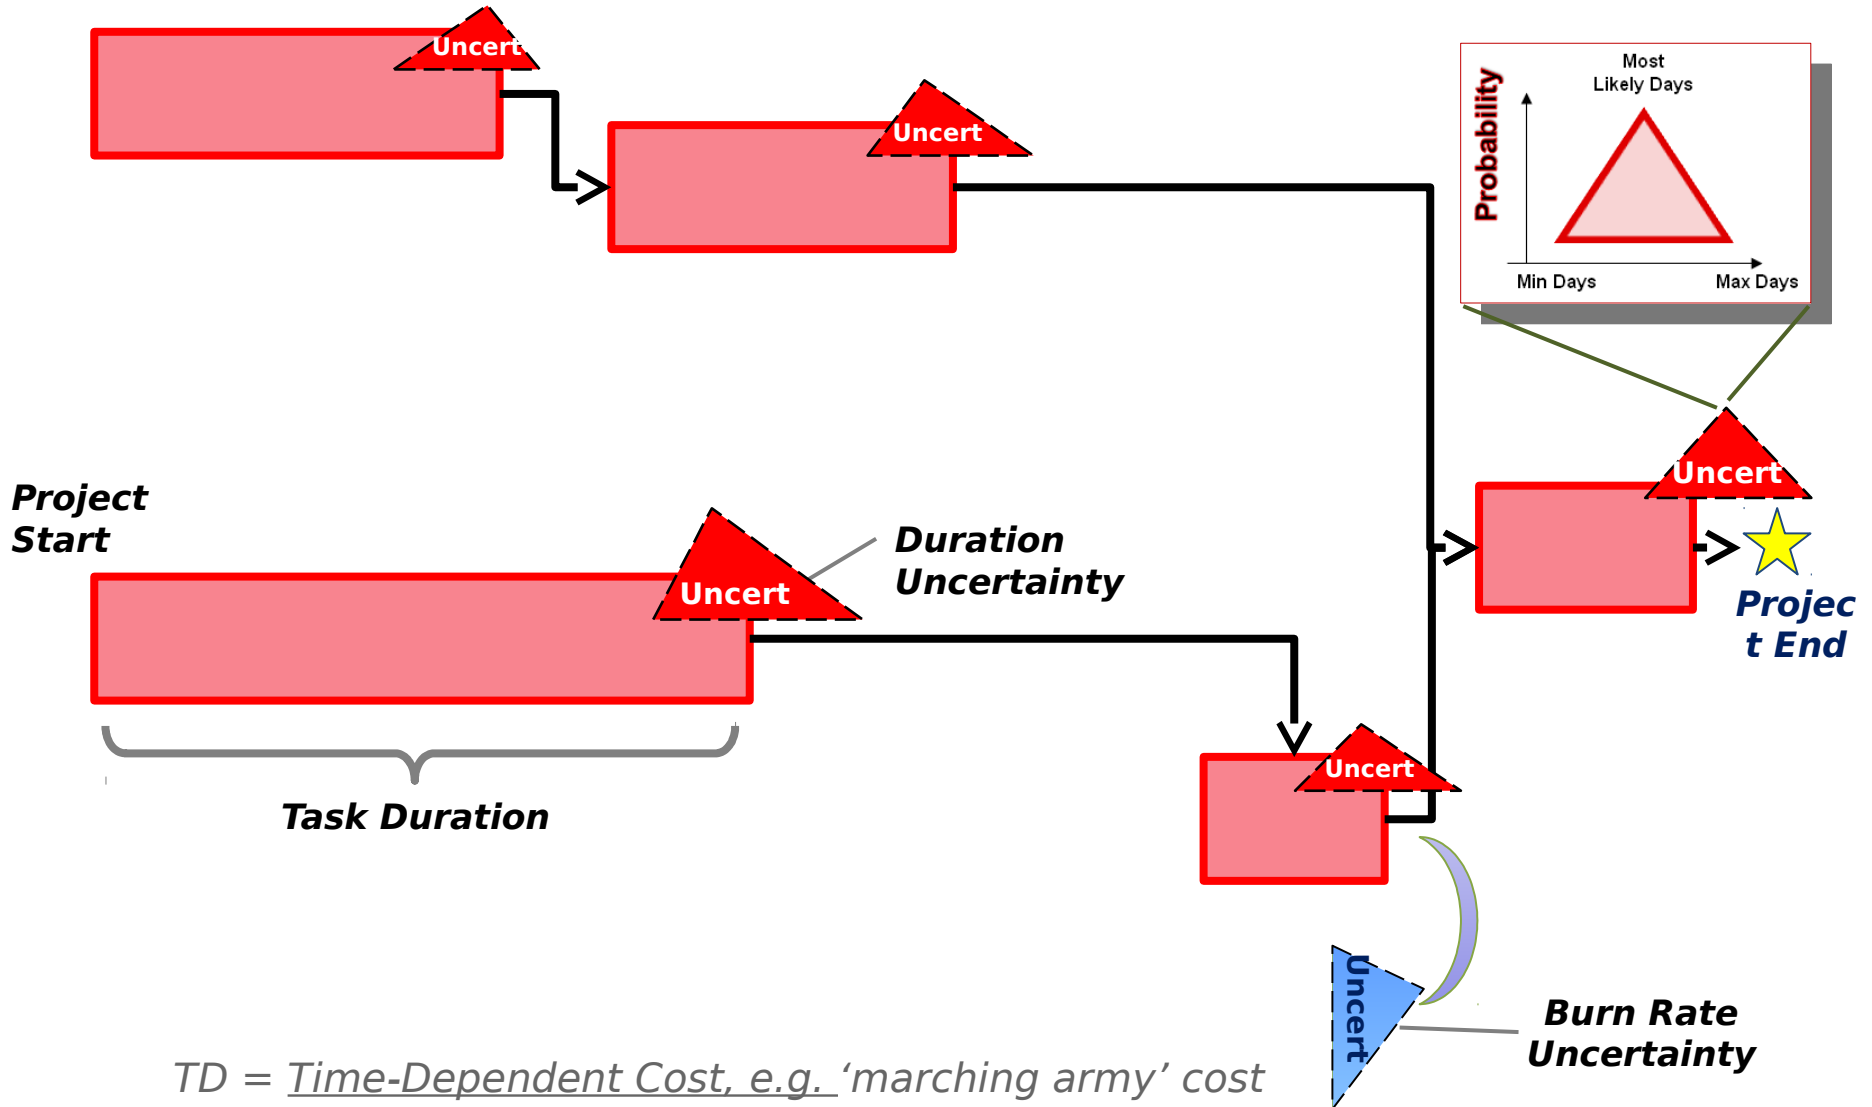 Uncert
Uncert
Most
Likely Days
Probability
Min Days
Max Days
Uncert
Project
Start
Uncert
Duration
Uncertainty
Projec
t End
Uncert
Task Duration
Uncert
Burn Rate
Uncertainty
TD = Time-Dependent Cost, e.g. ‘marching army’ cost